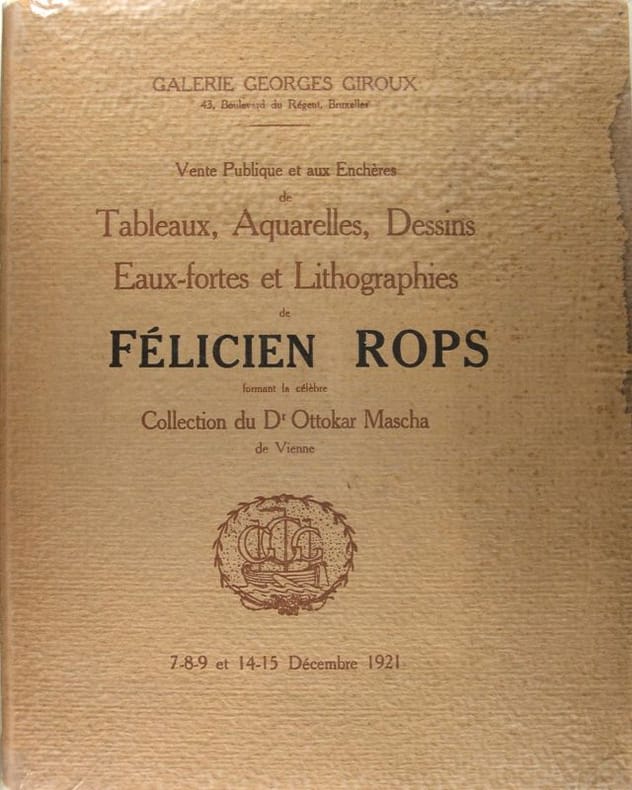 GALERIE GEORGES GIROUX
43, Boulevard du Régent, Bruxelles
Vente Publique et aux Enchères
de
Tableaux, Aquarelles, Dessins
Eaux-fortes et Lithographies
de
FÉLICIEN ROPS
formant la célèbre
Collection du Dr Ottokar Mascha
de Vienne
GGG
7-8-9 et 14-15 Décembre 1921